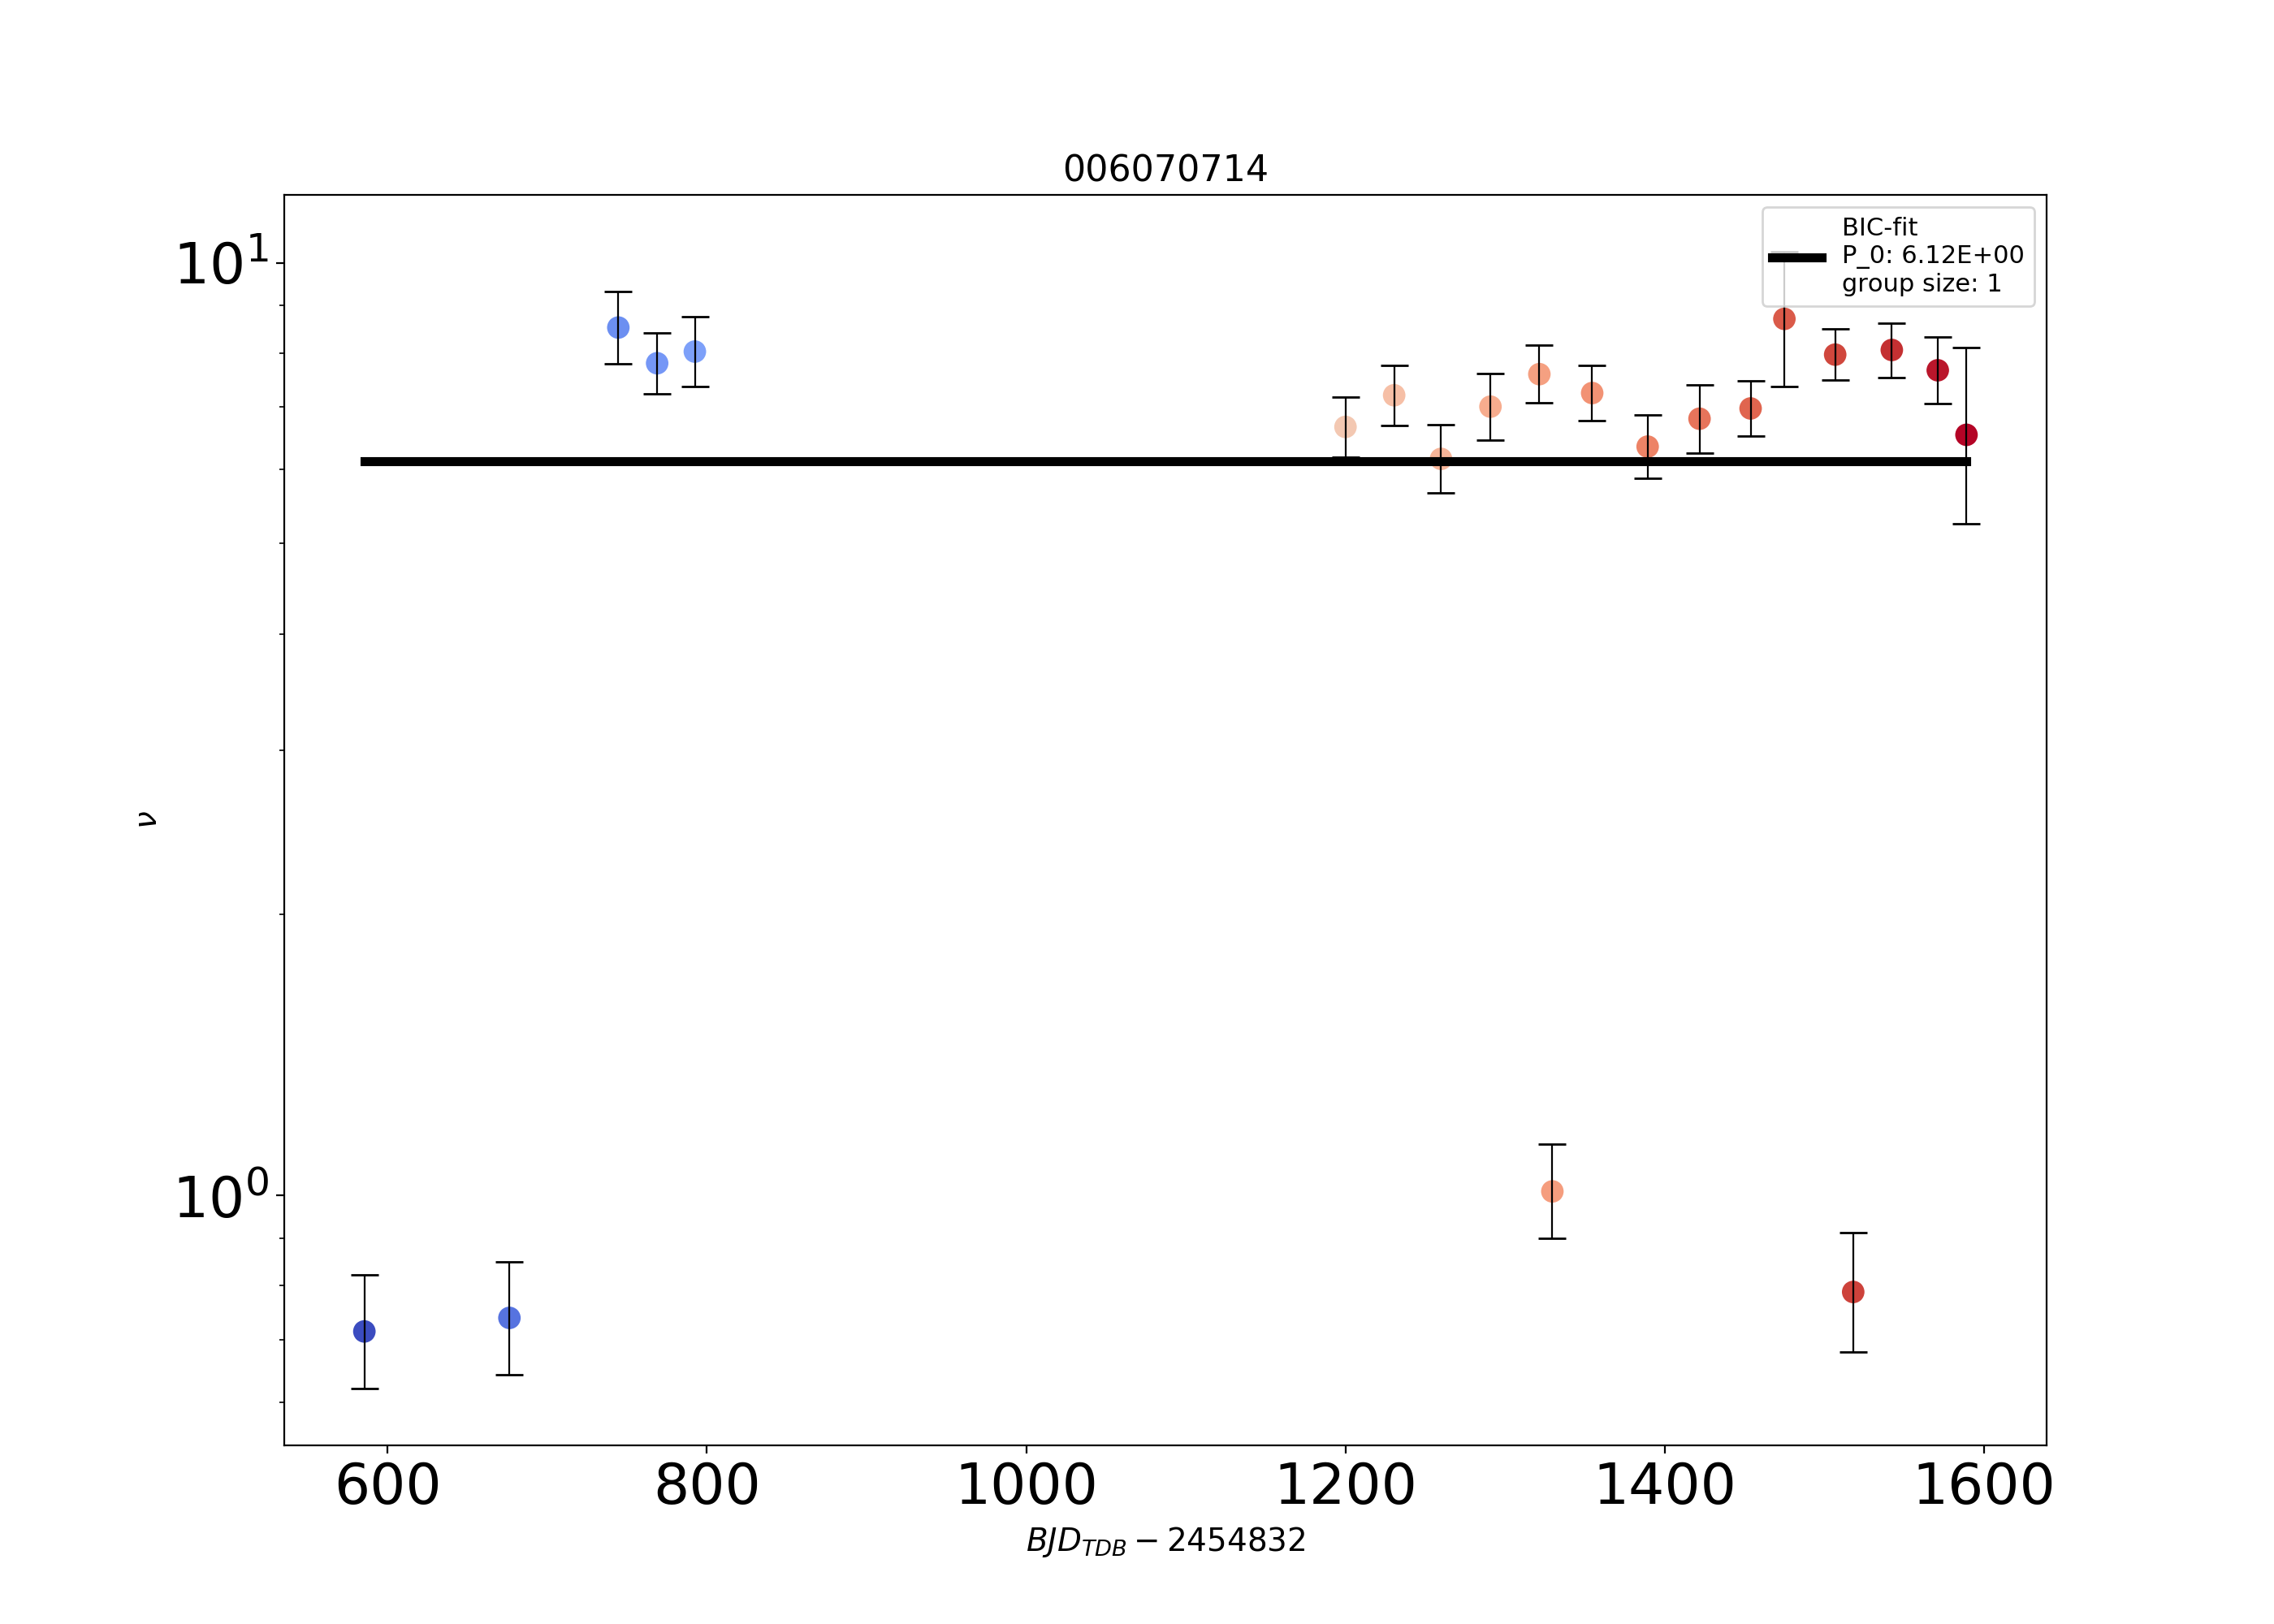 006070714
BIC-fit
P_0: 6.12E+00
group size: 1
10¹
10⁰
ν
600 800 1000 1200 1400 1600
BJD_TDB − 2454832